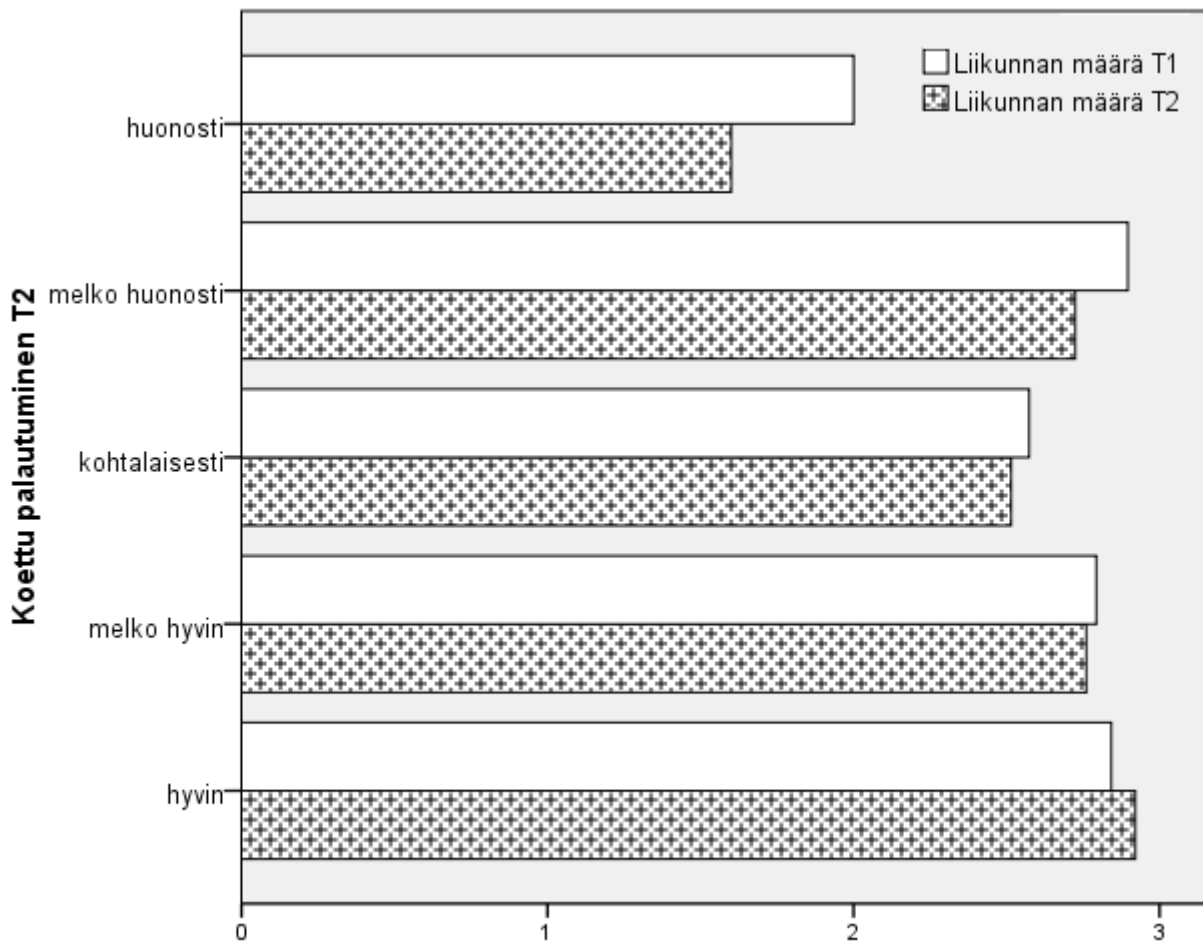 Liikunnan määrä T1
Liikunnan määrä T2
Koettu palautuminen T2
huonosti
melko huonosti
kohtalaisesti
melko hyvin
hyvin
0 1 2 3